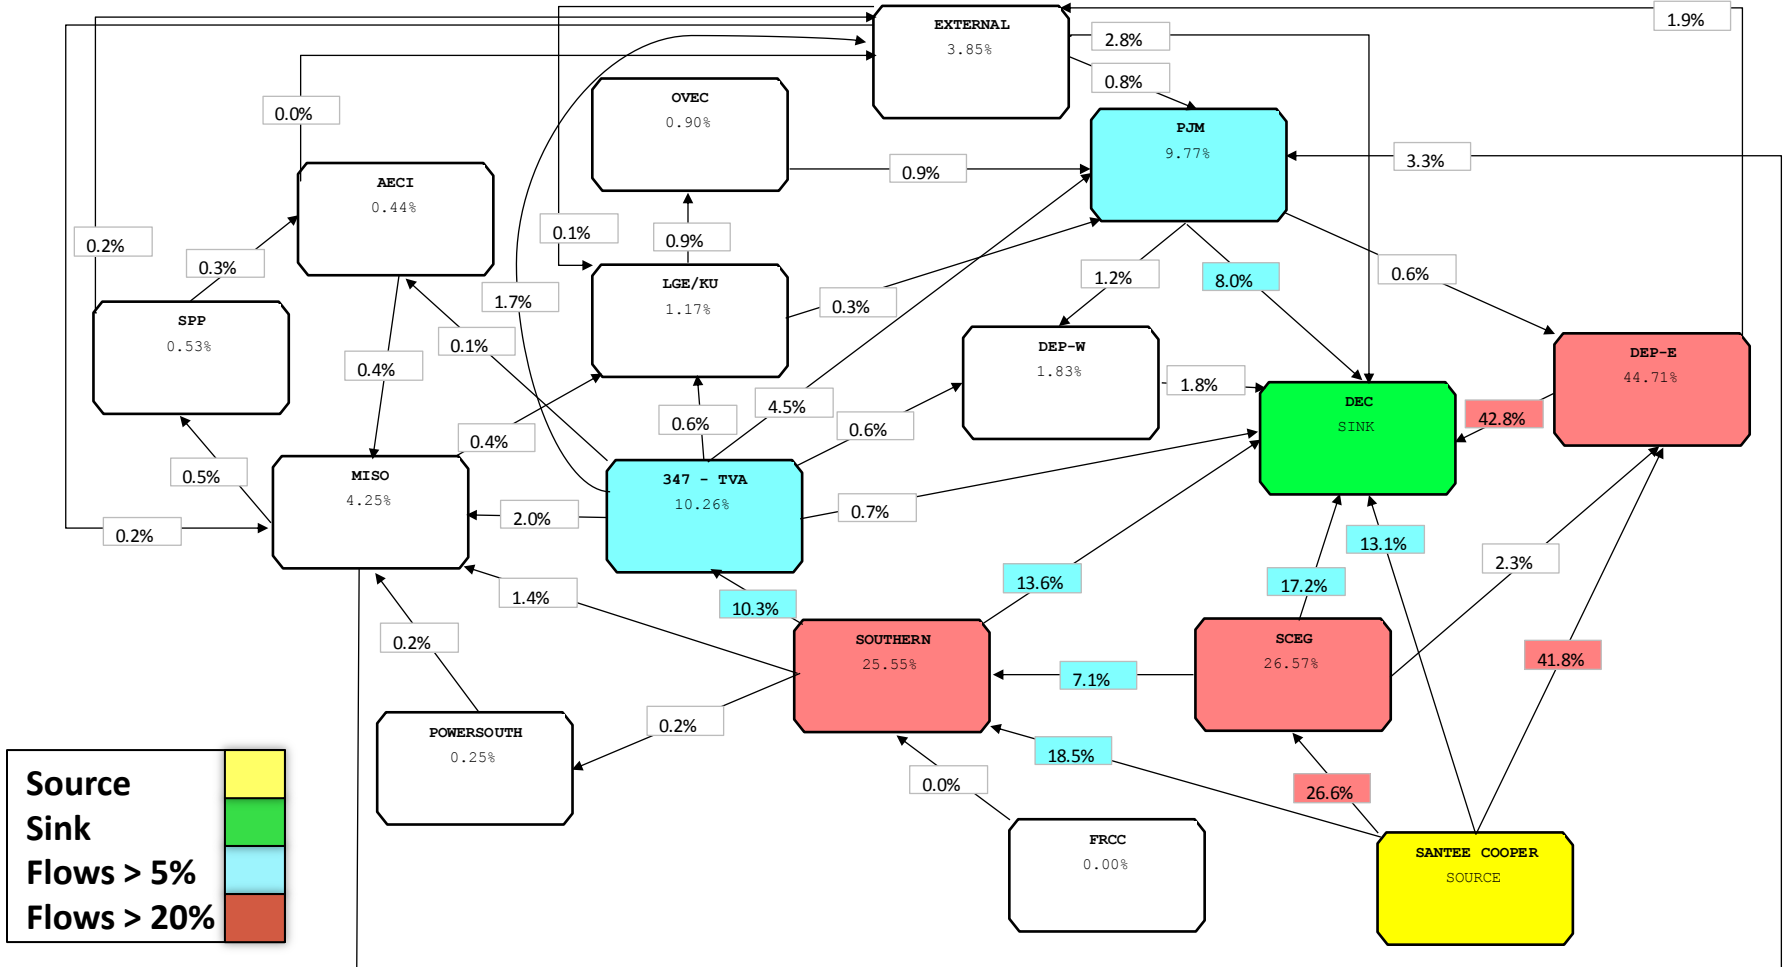 EXTERNAL
3.85%
1.9%
2.8%
0.8%
OVEC
0.90%
0.0%
PJM
9.77%
3.3%
0.9%
AECI
0.44%
0.2%
0.3%
0.1%
0.9%
1.2%
8.0%
0.6%
LGE/KU
1.17%
1.7%
0.3%
SPP
0.53%
0.1%
0.4%
DEP-W
1.83%
1.8%
DEP-E
44.71%
DEC
SINK
42.8%
4.5%
0.6%
0.6%
0.4%
0.5%
MISO
4.25%
347 - TVA
10.26%
2.0%
0.7%
0.2%
13.1%
2.3%
1.4%
10.3%
13.6%
17.2%
0.2%
SOUTHERN
25.55%
SCEG
26.57%
41.8%
7.1%
0.2%
POWERSOUTH
0.25%
18.5%
0.0%
26.6%
FRCC
0.00%
SANTEE COOPER
SOURCE
Source
Sink
Flows > 5%
Flows > 20%